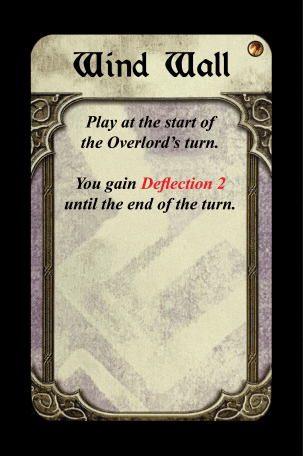 Wind Wall
Play at the start of
the Overlord's turn.
You gain Deflection 2
until the end of the turn.